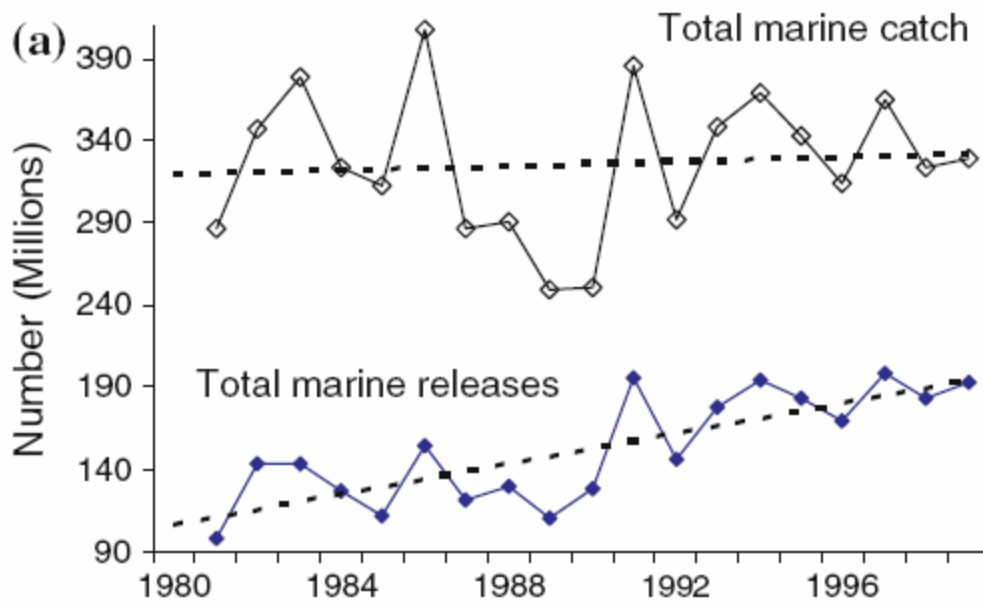 (a)
Total marine catch
Number (Millions)
390
340
290
240
190
140
90
Total marine releases
1980 1984 1988 1992 1996